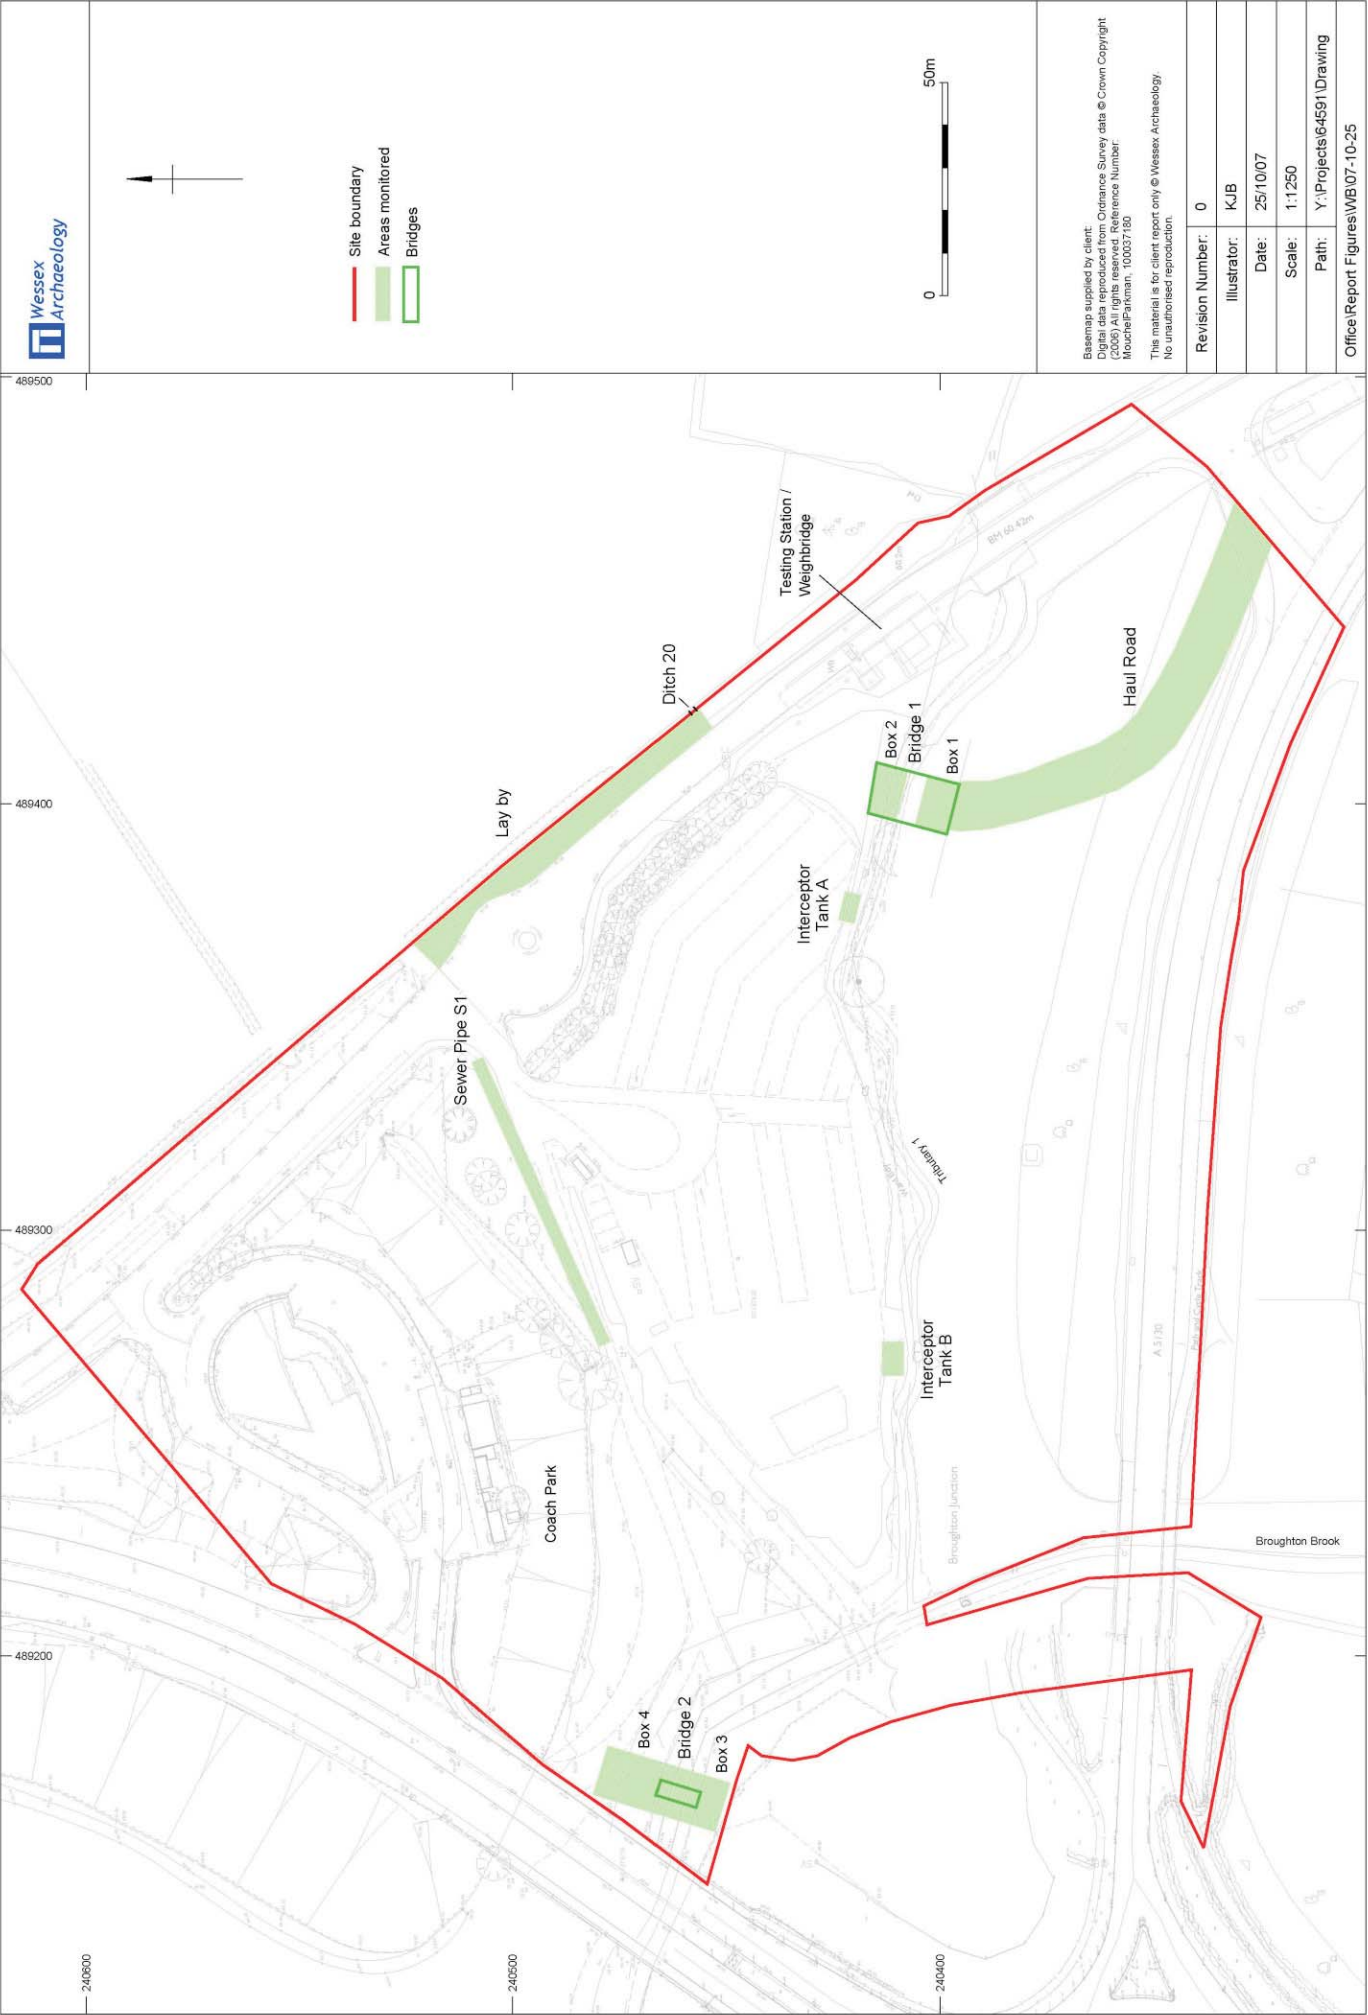 Wessex
Archaeology
Site boundary
Areas monitored
Bridges
0
50m
Basemap supplied by client:
Digital data reproduced from Ordnance Survey data © Crown Copyright
(2006) All rights reserved. Reference Number:
MouchelParkman, 100037180
This material is for client report only © Wessex Archaeology.
No unauthorised reproduction.
Revision Number: 0
Illustrator: KJB
Date: 25/10/07
Scale: 1:1250
Path: Y:\Projects\64591\Drawing
Office\Report Figures\WB\07-10-25
489500
489400
489300
489200
240600
240500
240400
Testing Station /
Weighbridge
Ditch 20
Lay by
Sewer Pipe S1
Haul Road
Box 2
Bridge 1
Box 1
Interceptor
Tank A
Tributary 1
Interceptor
Tank B
Coach Park
Box 4
Bridge 2
Box 3
Broughton Brook
Broughton Junction
A 5130
BM 60.42m